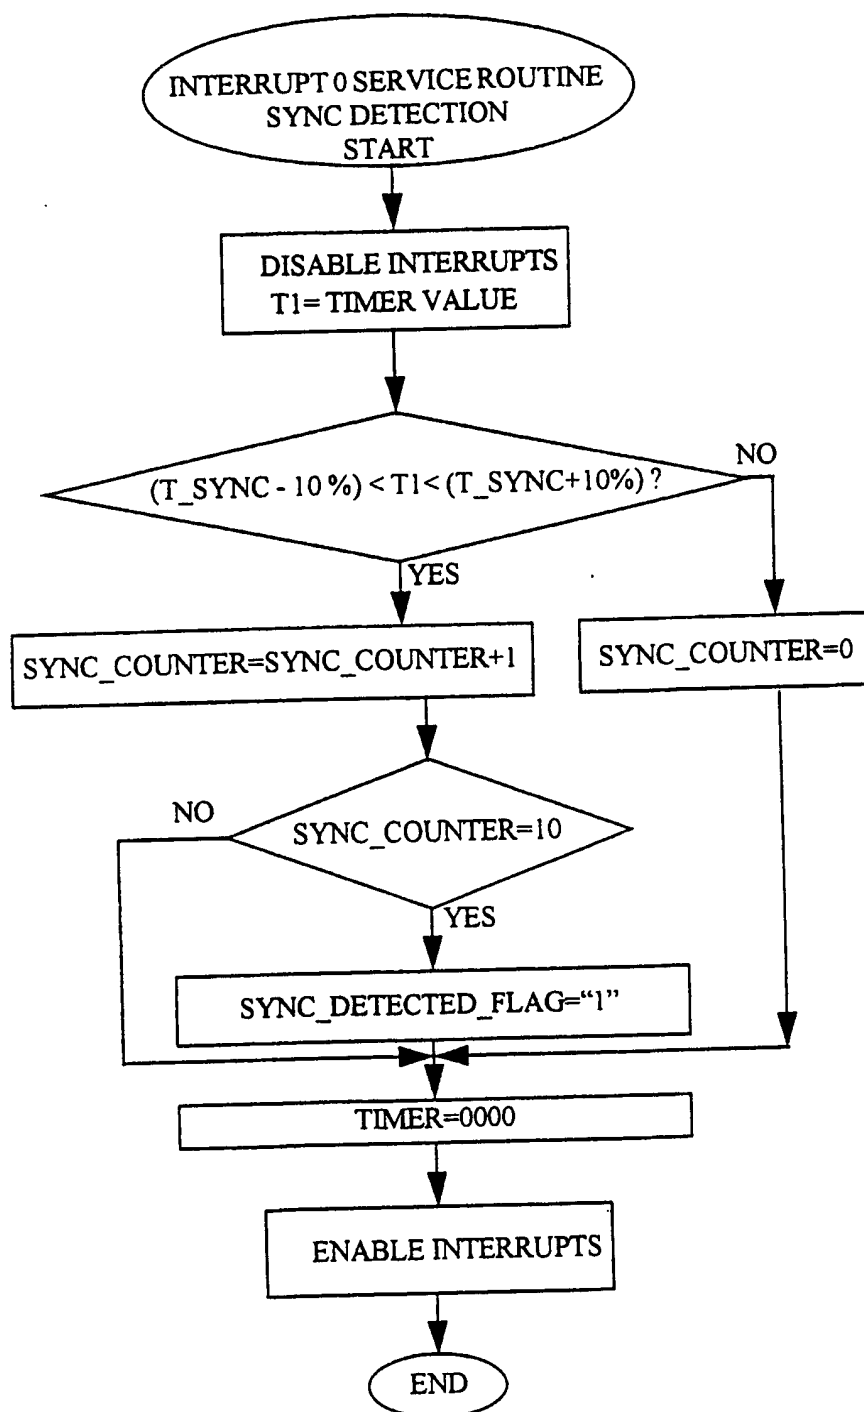 INTERRUPT 0 SERVICE ROUTINE
SYNC DETECTION
START
DISABLE INTERRUPTS
T1= TIMER VALUE
(T_SYNC - 10 %) < T1< (T_SYNC+10%) ?
NO
YES
SYNC_COUNTER=SYNC_COUNTER+1
SYNC_COUNTER=0
NO
SYNC_COUNTER=10
YES
SYNC_DETECTED_FLAG=“1”
TIMER=0000
ENABLE INTERRUPTS
END